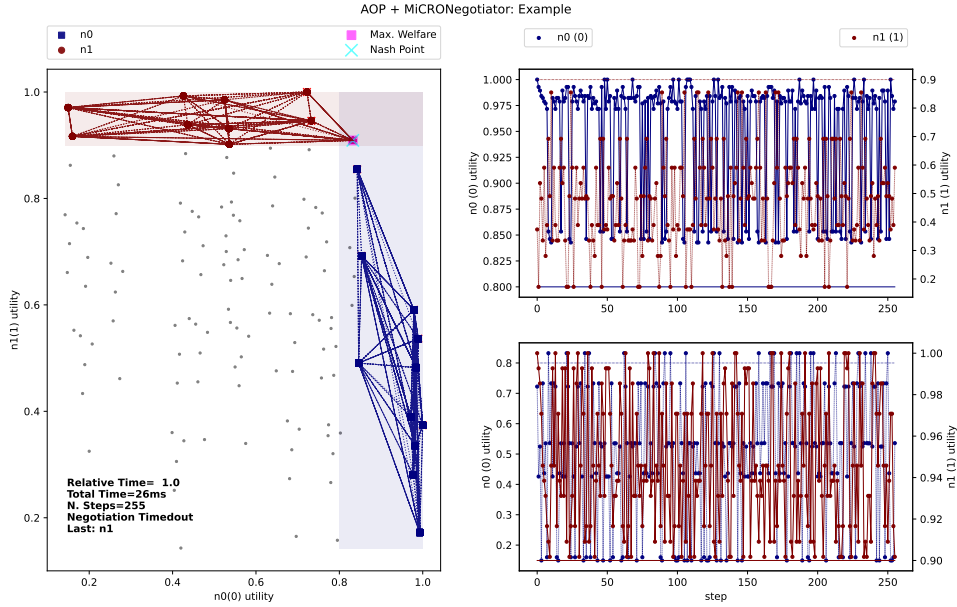 AOP + MiCRONegotiator: Example
n0
n1
Max. Welfare
Nash Point
n0 (0)
n1 (1)
1.0
0.8
0.6
0.4
0.2
n1(1) utility
Relative Time= 1.0
Total Time=26ms
N. Steps=255
Negotiation Timedout
Last: n1
0.2 0.4 0.6 0.8 1.0
n0(0) utility
1.000
0.975
0.950
0.925
0.900
0.875
0.850
0.825
0.800
n0 (0) utility
0.9
0.8
0.7
0.6
0.5
0.4
0.3
0.2
n1 (1) utility
0 50 100 150 200 250
0.8
0.7
0.6
0.5
0.4
0.3
0.2
n0 (0) utility
1.00
0.98
0.96
0.94
0.92
0.90
n1 (1) utility
0 50 100 150 200 250
step